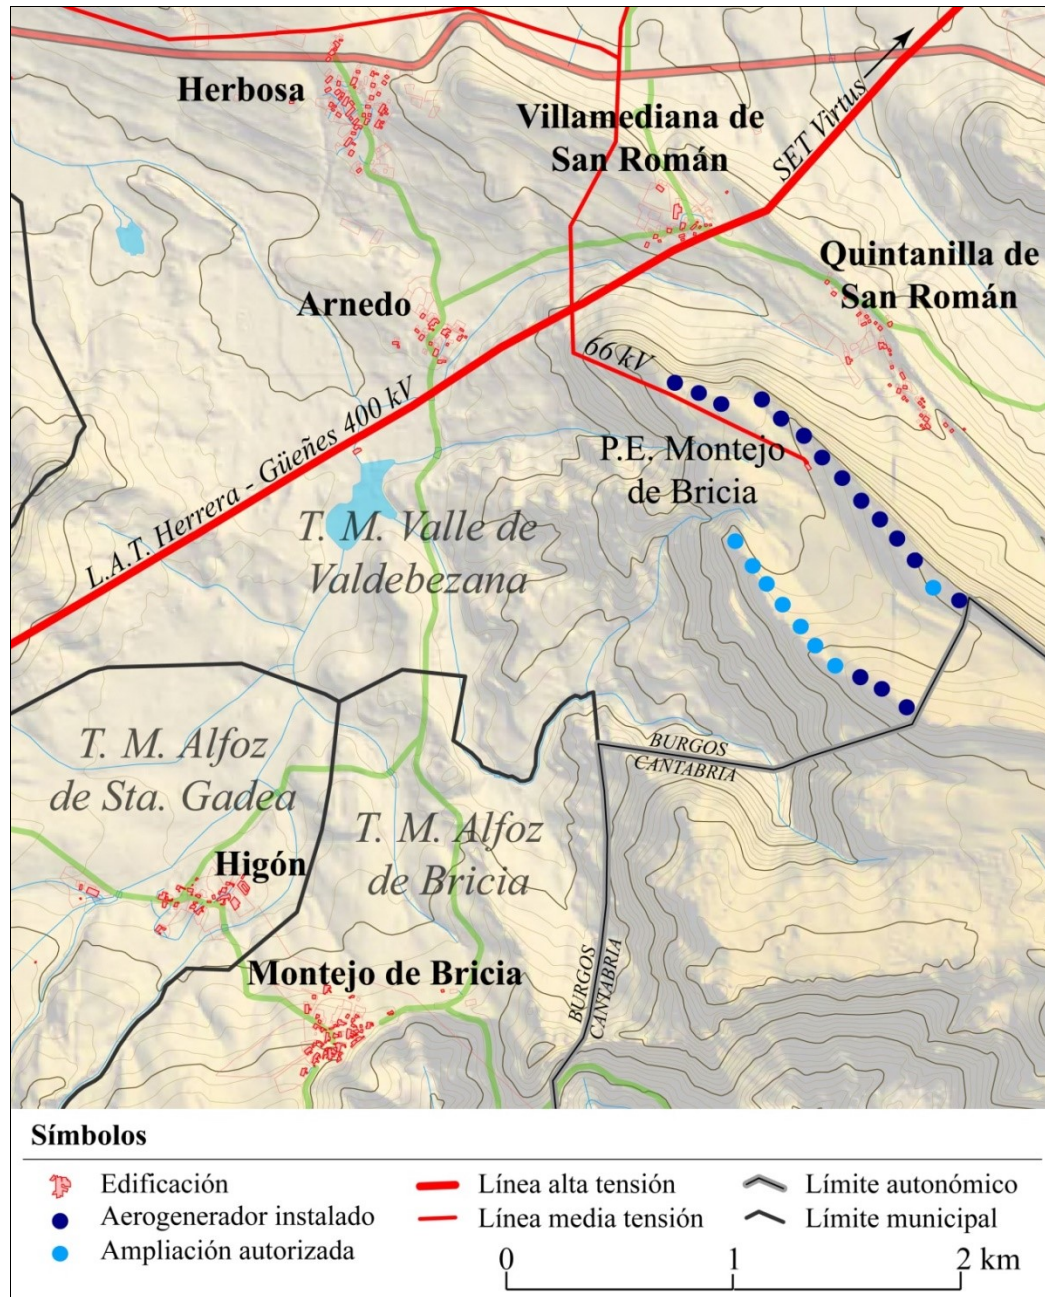 Herbosa
Villamediana de
San Román
SET Virtus
Quintanilla de
San Román
Arnedo
66 kV
L.A.T. Herrera - Güeñes 400 kV
P.E. Montejo
de Bricia
T. M. Valle de
Valdebezana
T. M. Alfoz
de Sta. Gadea
BURGOS
CANTABRIA
T. M. Alfoz
de Bricia
Higón
BURGOS
CANTABRIA
Montejo de Bricia
Símbolos
Edificación
Línea alta tensión
Límite autonómico
Aerogenerador instalado
Línea media tensión
Límite municipal
Ampliación autorizada
0 1 2 km